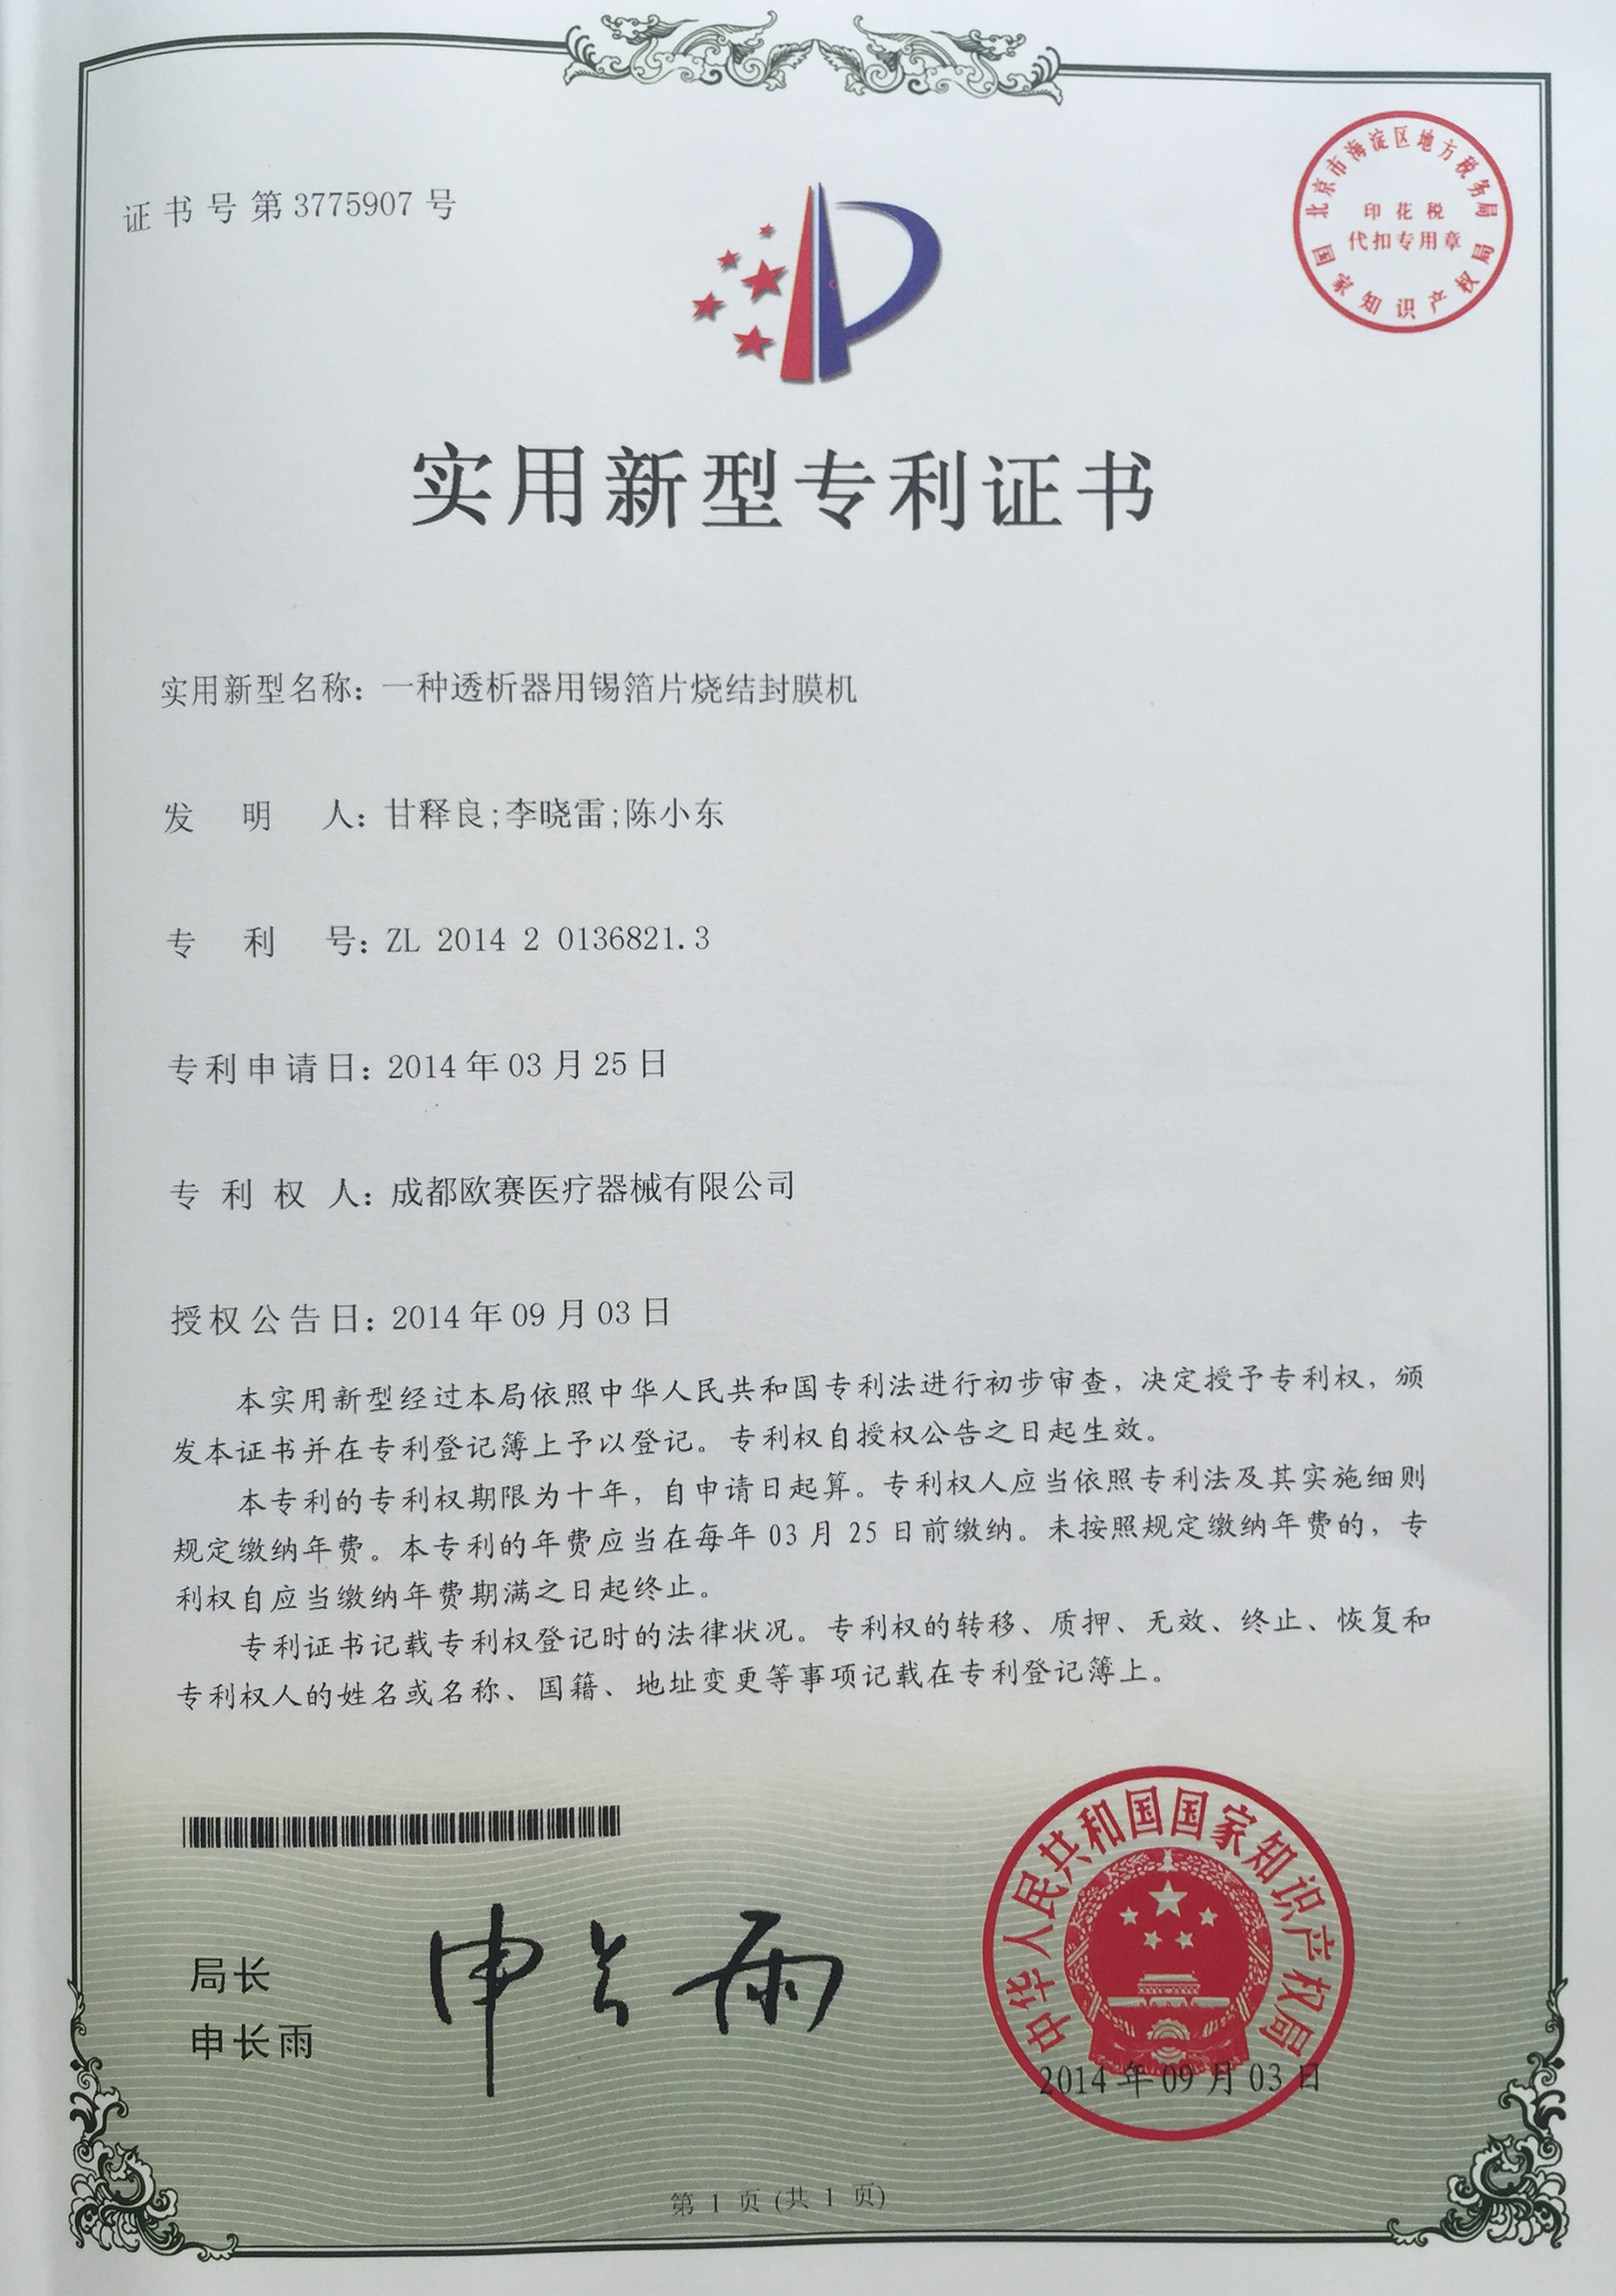 证书号第3775907号
北京市海淀区地方税务局
印花税
代扣专用章
国家知识产权局
实用新型专利证书
实用新型名称：一种透析器用锡箔片烧结封膜机
发明人：甘释良;李晓雷;陈小东
专利号：ZL 2014 2 0136821.3
专利申请日：2014年03月25日
专利权人：成都欧赛医疗器械有限公司
授权公告日：2014年09月03日
本实用新型经过本局依照中华人民共和国专利法进行初步审查，决定授予专利权，颁
发本证书并在专利登记簿上予以登记。专利权自授权公告之日起生效。
本专利的专利权期限为十年，自申请日起算。专利权人应当依照专利法及其实施细则
规定缴纳年费。本专利的年费应当在每年03月25日前缴纳。未按照规定缴纳年费的，专
利权自应当缴纳年费期满之日起终止。
专利证书记载专利权登记时的法律状况。专利权的转移、质押、无效、终止、恢复和
专利权人的姓名或名称、国籍、地址变更等事项记载在专利登记簿上。
局长
申长雨
申长雨
中华人民共和国国家知识产权局
2014年09月03日
第1页(共1页)